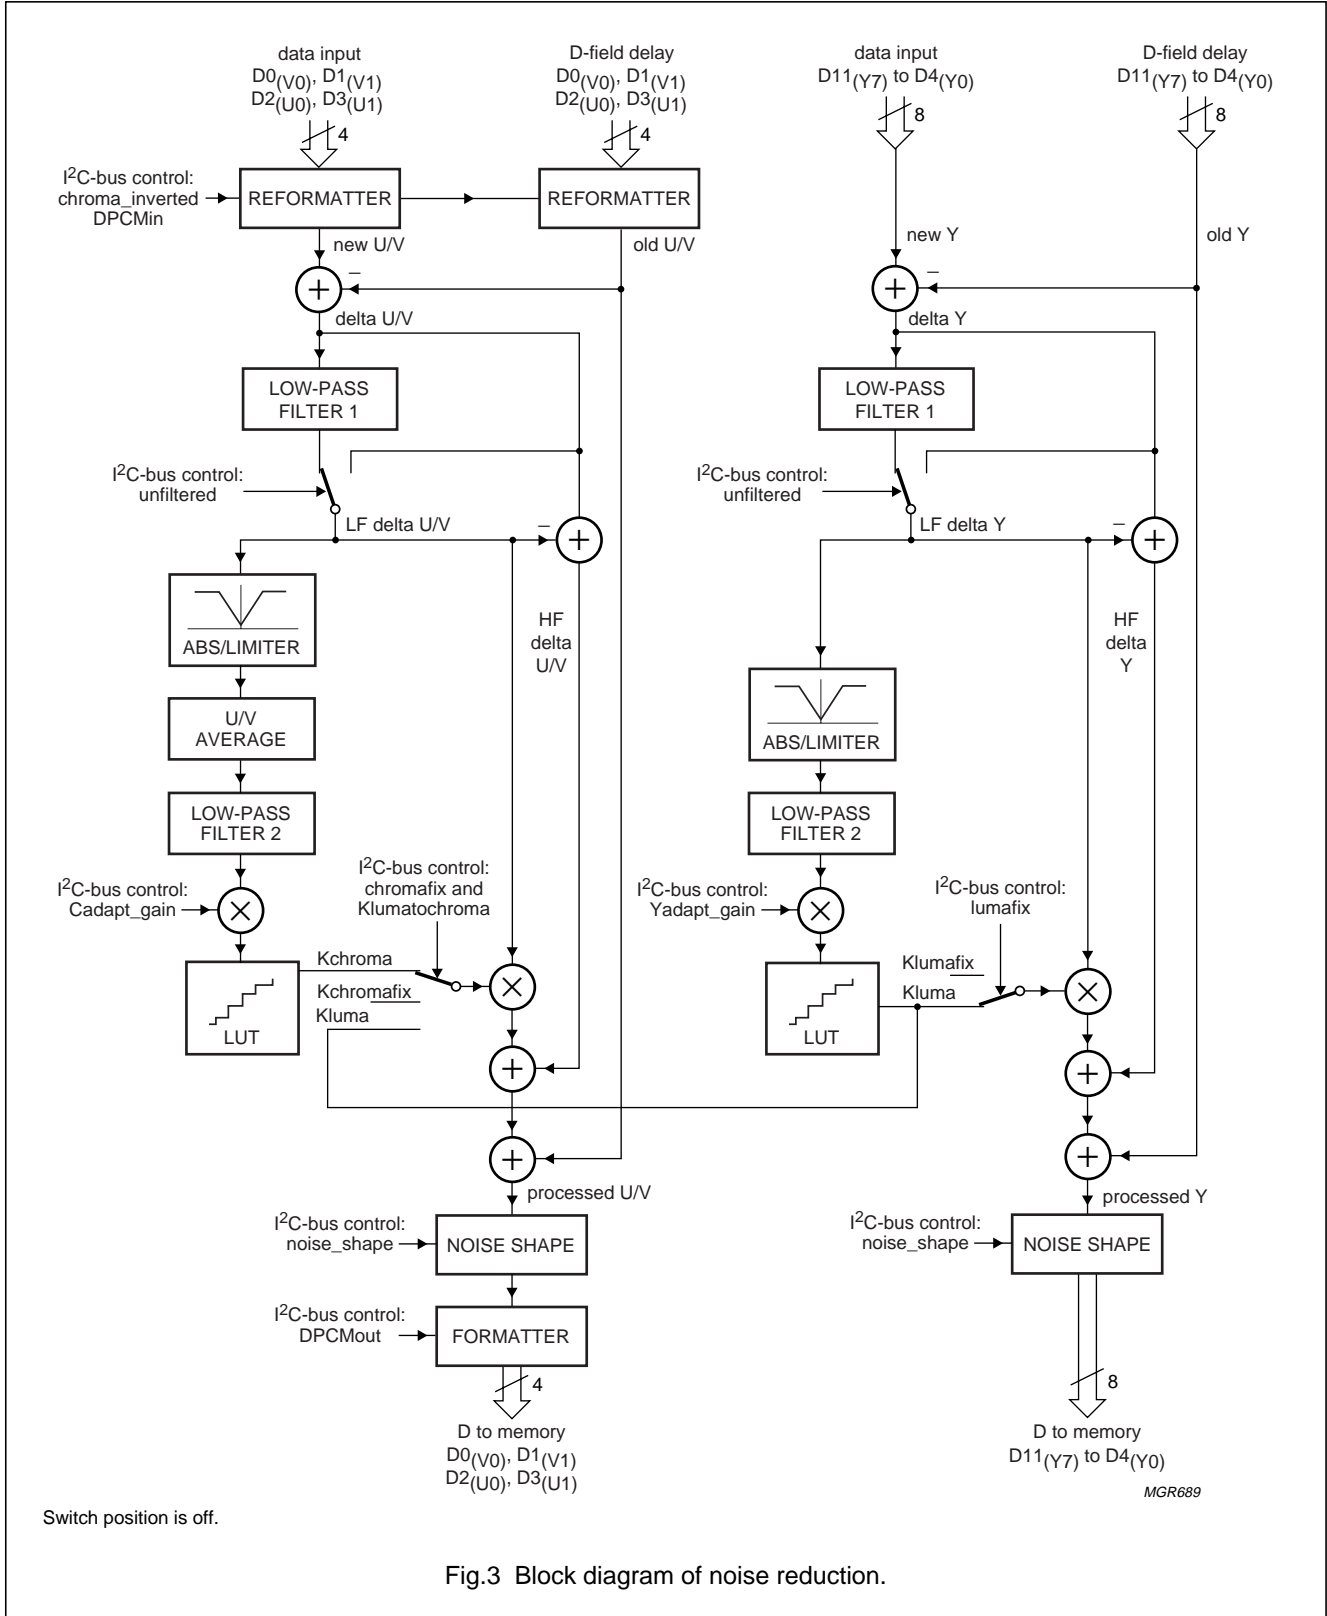 data input
D0(V0), D1(V1)
D2(U0), D3(U1)
4
D-field delay
D0(V0), D1(V1)
D2(U0), D3(U1)
4
data input
D11(Y7) to D4(Y0)
8
D-field delay
D11(Y7) to D4(Y0)
8
I2C-bus control:
chroma_inverted
DPCMin
REFORMATTER
REFORMATTER
new U/V
old U/V
new Y
old Y
−
+
−
+
delta U/V
delta Y
LOW-PASS
FILTER 1
LOW-PASS
FILTER 1
I2C-bus control:
unfiltered
I2C-bus control:
unfiltered
LF delta U/V
−
+
LF delta Y
−
+
ABS/LIMITER
HF
delta
U/V
HF
delta
Y
U/V
AVERAGE
ABS/LIMITER
LOW-PASS
FILTER 2
LOW-PASS
FILTER 2
I2C-bus control:
Cadapt_gain
×
I2C-bus control:
chromafix and
Klumatochroma
I2C-bus control:
Yadapt_gain
×
I2C-bus control:
lumafix
Kchroma
Kchromafix
Kluma
×
LUT
Klumafix
Kluma
×
LUT
+
+
+
+
processed U/V
processed Y
I2C-bus control:
noise_shape
NOISE SHAPE
I2C-bus control:
noise_shape
NOISE SHAPE
I2C-bus control:
DPCMout
FORMATTER
4
8
D to memory
D0(V0), D1(V1)
D2(U0), D3(U1)
D to memory
D11(Y7) to D4(Y0)
MGR689
Switch position is off.
Fig.3 Block diagram of noise reduction.